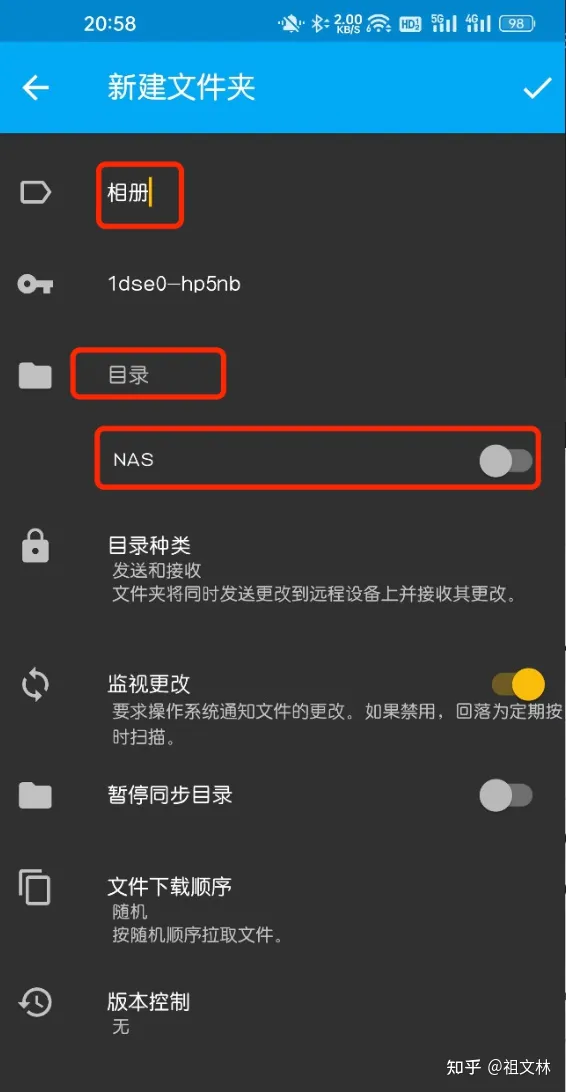 20:58
2.00
KB/S
HD
5G
4G
98
新建文件夹
相册
1dse0-hp5nb
目录
NAS
目录种类
发送和接收
文件夹将同时发送更改到远程设备上并接收其更改。
监视更改
要求操作系统通知文件的更改。如果禁用，回落为定期按
时扫描。
暂停同步目录
文件下载顺序
随机
按随机顺序拉取文件。
版本控制
无
知乎 @祖文林